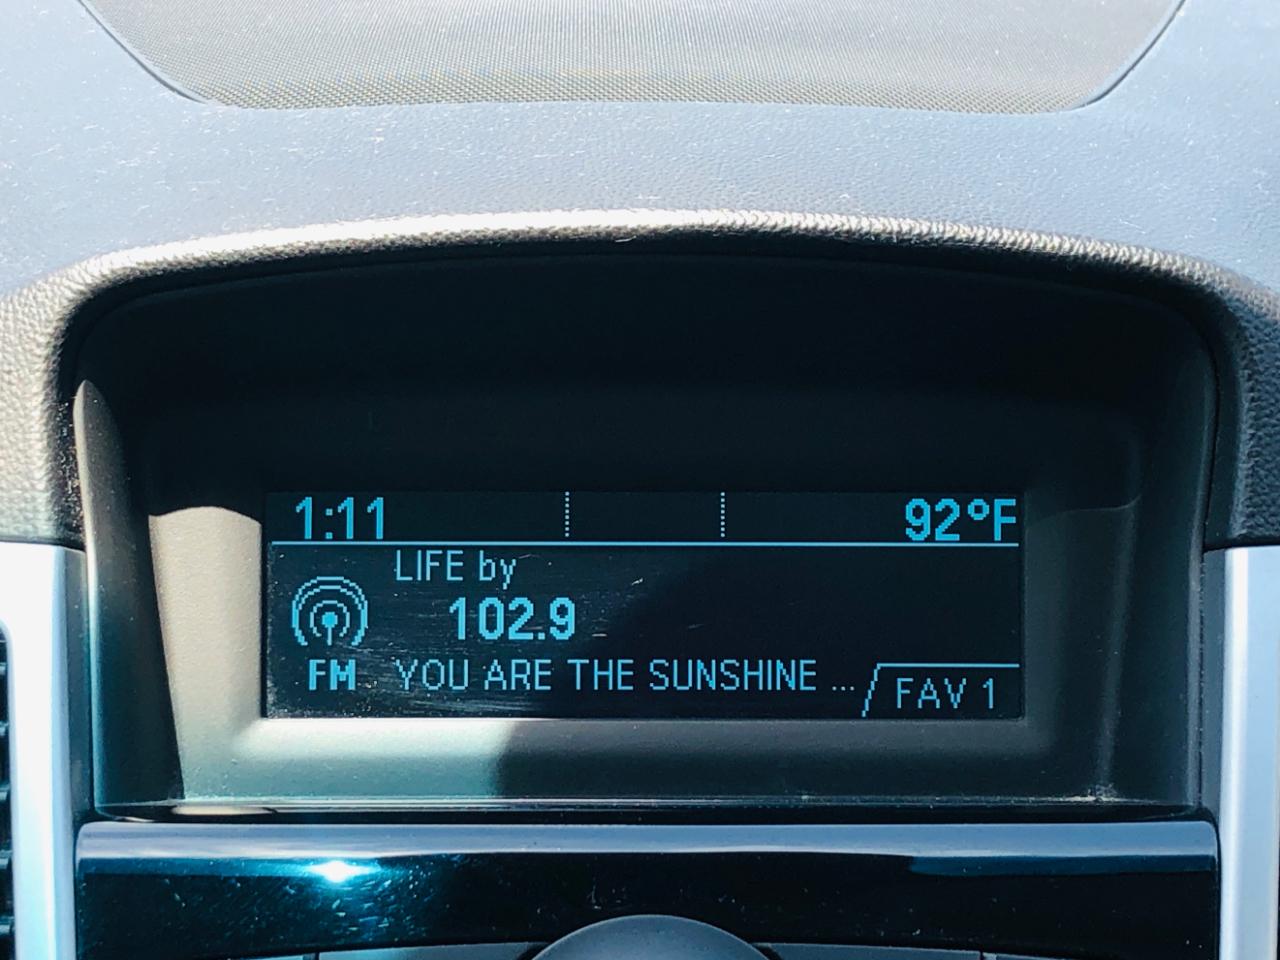 1:11 92°F
LIFE by
102.9
FM YOU ARE THE SUNSHINE ...
FAV 1